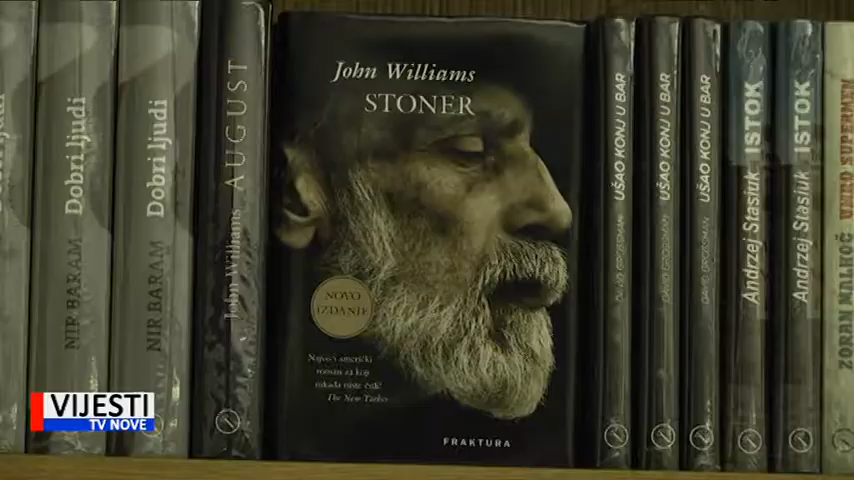 Dobri ljudi
NIR BARAM
Dobri ljudi
NIR BARAM
AUGUST
John Williams
John Williams
STONER
NOVO
IZDANJE
Najveći američki
roman za koji
nikada niste čuli!
The New Yorker
FRAKTURA
UŠAO KONJ U BAR
DAVID GROSSMAN
UŠAO KONJ U BAR
DAVID GROSSMAN
UŠAO KONJ U BAR
DAVID GROSSMAN
ISTOK
Andrzej Stasiuk
ISTOK
Andrzej Stasiuk
ZORAN MALKOČ
VIJESTI
TV NOVE